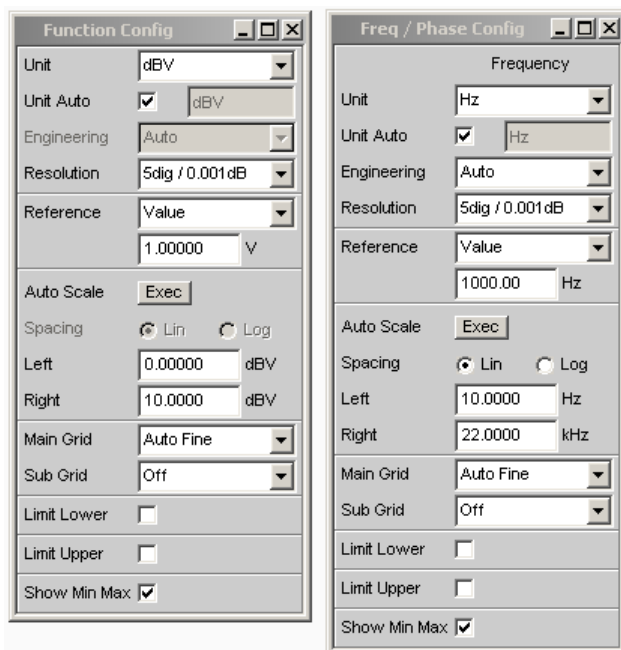 Function Config
Unit dBV
Unit Auto dBV
Engineering Auto
Resolution 5dig / 0.001dB
Reference Value
1.00000 V
Auto Scale Exec
Spacing Lin Log
Left 0.00000 dBV
Right 10.0000 dBV
Main Grid Auto Fine
Sub Grid Off
Limit Lower
Limit Upper
Show Min Max
Freq / Phase Config
Frequency
Unit Hz
Unit Auto Hz
Engineering Auto
Resolution 5dig / 0.001dB
Reference Value
1000.00 Hz
Auto Scale Exec
Spacing Lin Log
Left 10.0000 Hz
Right 22.0000 kHz
Main Grid Auto Fine
Sub Grid Off
Limit Lower
Limit Upper
Show Min Max